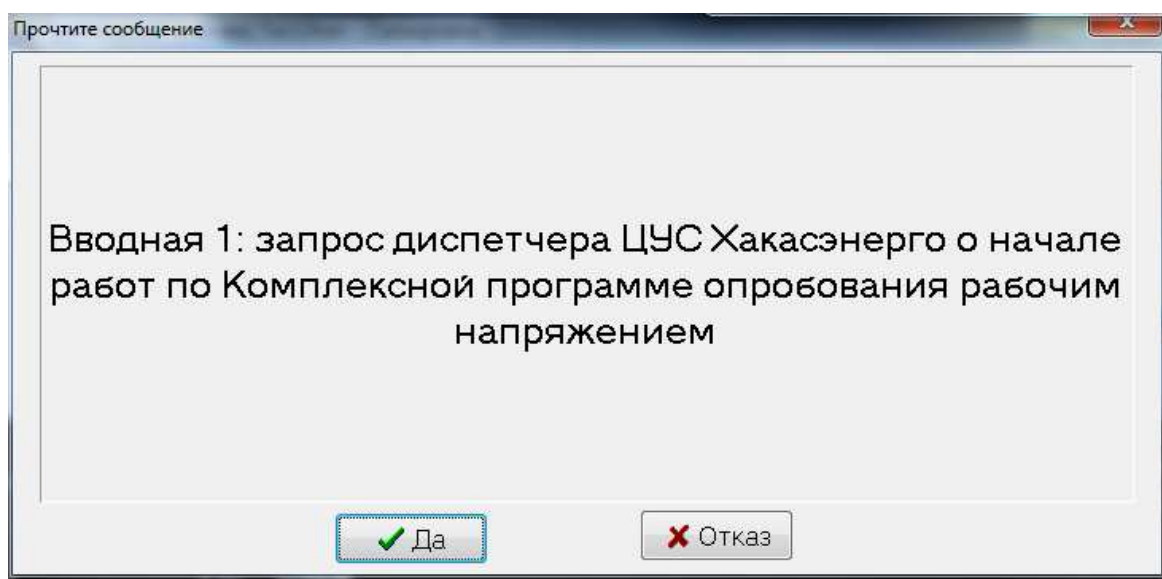 Прочтите сообщение
Вводная 1: запрос диспетчера ЦУС Хакасэнерго о начале
работ по Комплексной программе опробования рабочим
напряжением
Да
Отказ